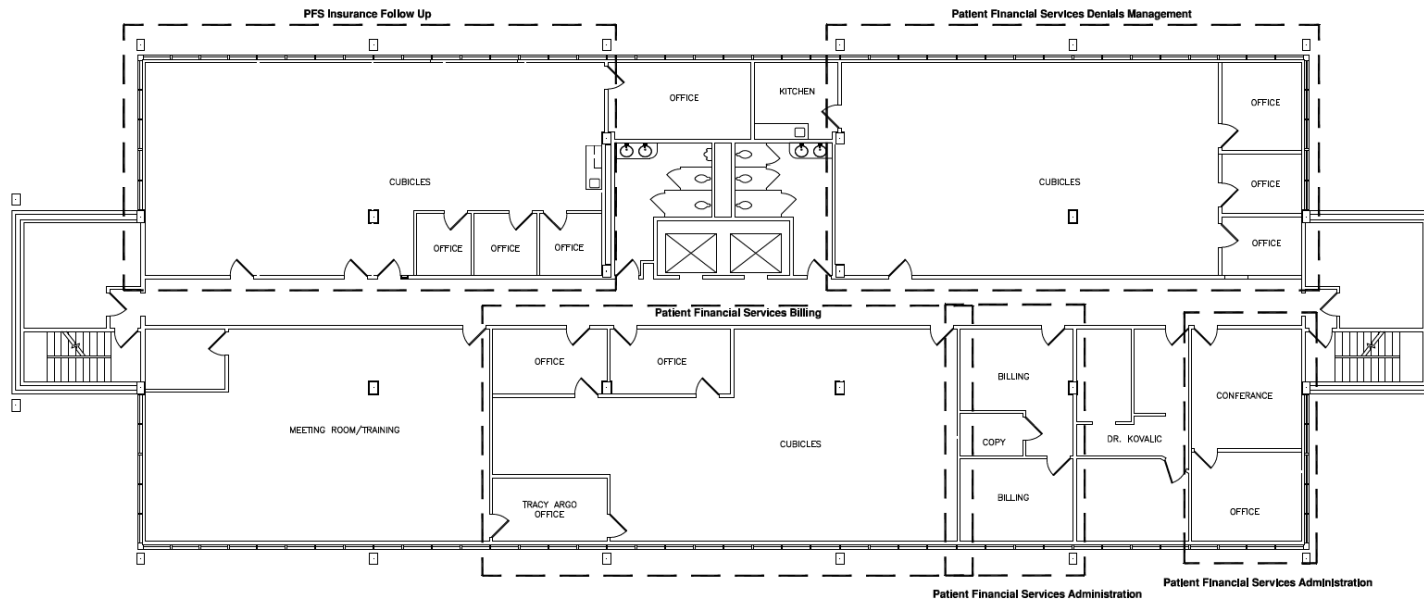 PFS Insurance Follow Up
Patient Financial Services Denials Management
OFFICE
KITCHEN
OFFICE
CUBICLES
CUBICLES
OFFICE
OFFICE
OFFICE
OFFICE
OFFICE
Patient Financial Services Billing
OFFICE
OFFICE
BILLING
CONFERANCE
MEETING ROOM/TRAINING
CUBICLES
COPY
DR. KOVALIC
TRACY ARGO
OFFICE
BILLING
OFFICE
Patient Financial Services Administration
Patient Financial Services Administration